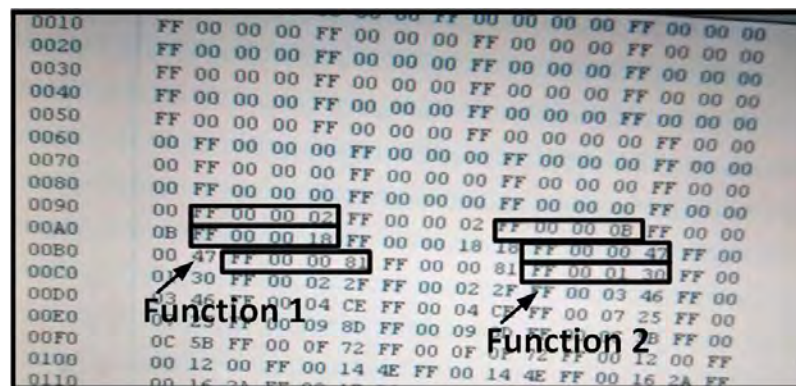 0010 FF 00 00 00 FF 00 00 00 FF 00 00 00 FF 00 00 00
0020 FF 00 00 00 FF 00 00 00 FF 00 00 00 FF 00 00 00
0030 FF 00 00 00 FF 00 00 00 FF 00 00 00 FF 00 00 00
0040 FF 00 00 00 FF 00 00 00 FF 00 00 00 FF 00 00 00
0050 FF 00 00 00 FF 00 00 00 FF 00 00 00 00 FF 00 00
0060 00 FF 00 00 00 FF 00 00 00 FF 00 00 00 FF 00 00
0070 00 FF 00 00 00 FF 00 00 00 FF 00 00 00 FF 00 00
0080 00 FF 00 00 00 FF 00 00 00 FF 00 00 00 FF 00 00
0090 00 FF 00 00 02 FF 00 00 02 FF 00 00 0B FF 00 00
00A0 0B FF 00 00 18 FF 00 00 18 18 FF 00 00 47 FF 00
00B0 00 47 FF 00 00 81 FF 00 00 81 FF 00 01 30 FF 00
00C0 01 30 FF 00 02 2F FF 00 02 2F FF 00 03 46 FF 00
00D0 03 46 FF 00 04 CE FF 00 04 CE FF 00 07 25 FF 00
Function 1
Function 2
00E0 25 FF 00 09 8D FF 00 09 FF 00
00F0 0C 5B FF 00 0F 72 FF 00 0F 0F 72 FF 00 12 00 FF
0100 00 12 00 FF 00 14 4E FF 00 14 4E FF 00 16 2A FF
0110 00 16 2A FF